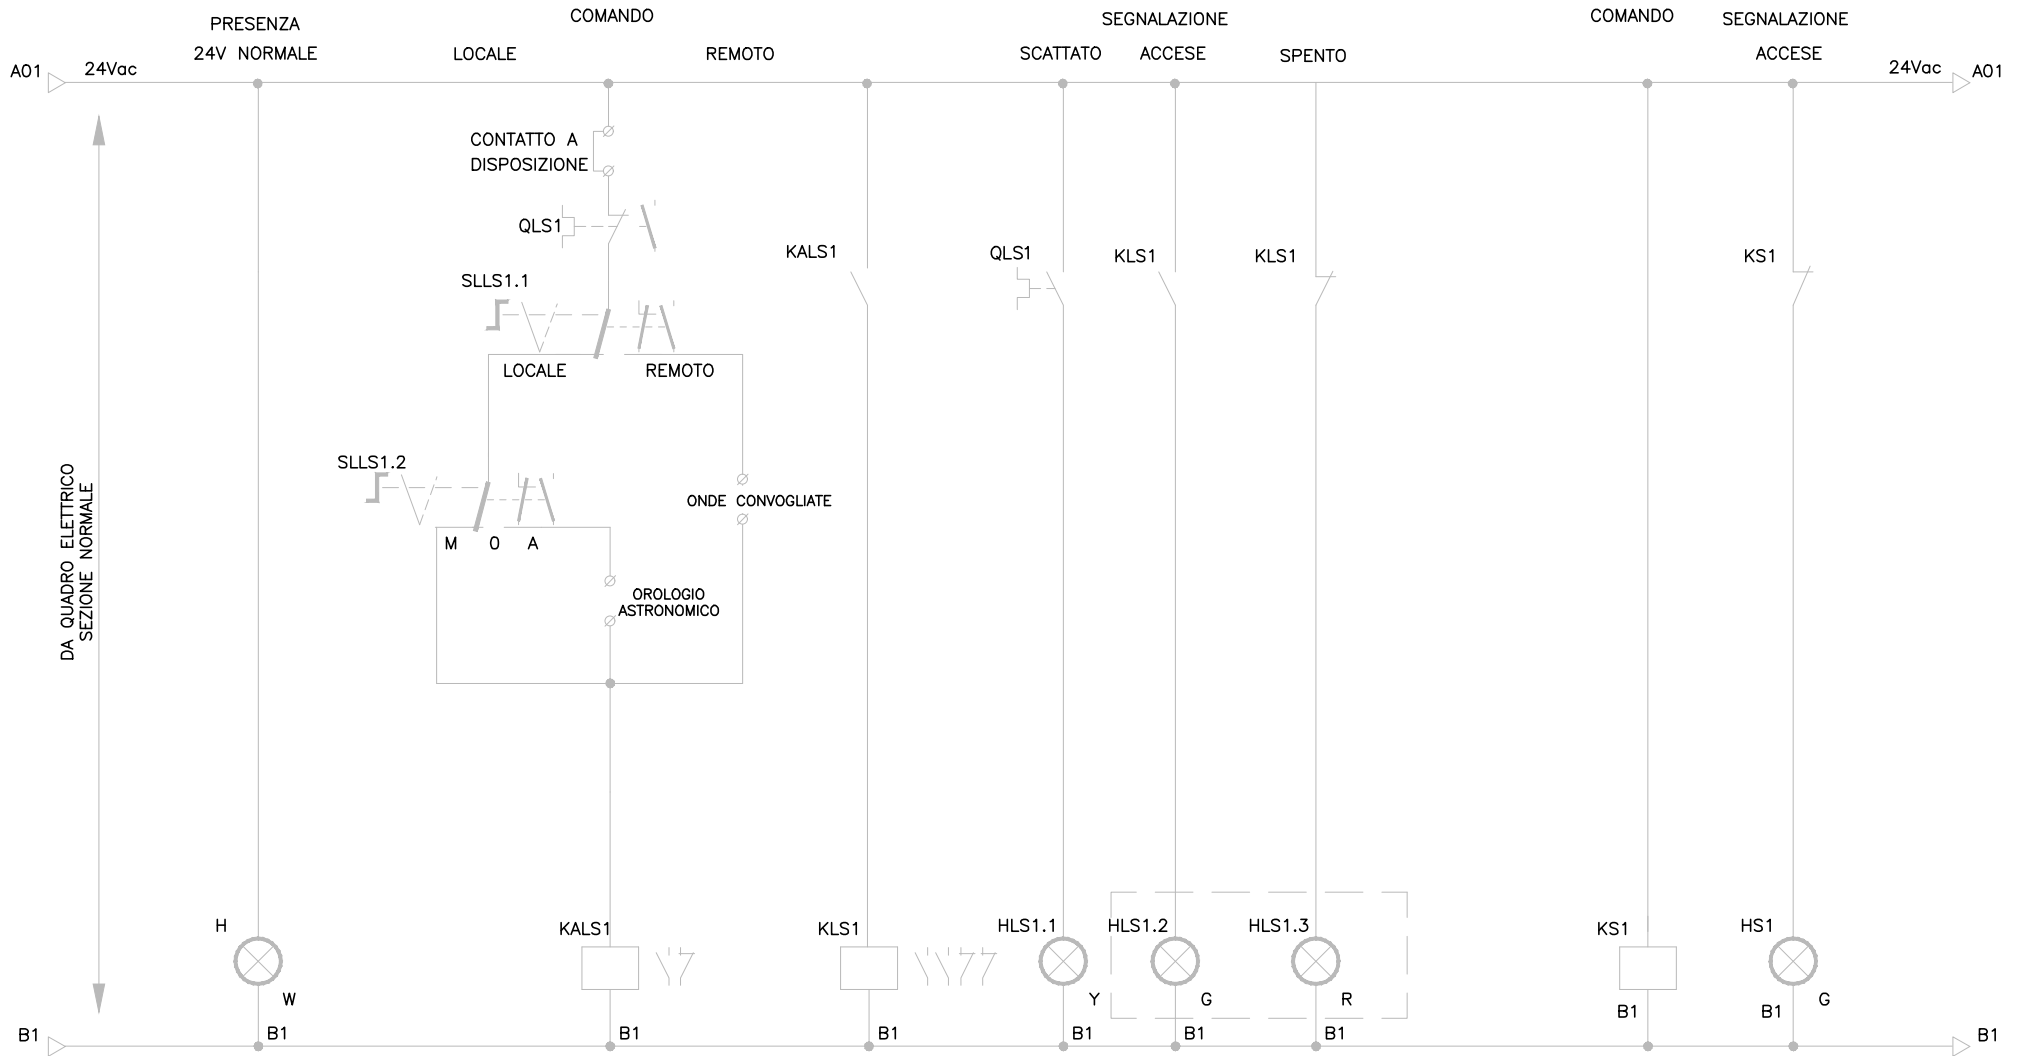 PRESENZA
24V NORMALE
COMANDO
LOCALE
REMOTO
SEGNALAZIONE
SCATTATO
ACCESE
SPENTO
COMANDO
SEGNALAZIONE
ACCESE
A01
24Vac
24Vac
A01
CONTATTO A
DISPOSIZIONE
QLS1
SLLS1.1
LOCALE
REMOTO
KALS1
QLS1
KLS1
KLS1
KS1
SLLS1.2
M
0
A
ONDE CONVOGLIATE
OROLOGIO
ASTRONOMICO
DA QUADRO ELETTRICO
SEZIONE NORMALE
H
W
KALS1
KLS1
HLS1.1
Y
HLS1.2
G
HLS1.3
R
KS1
B1
HS1
B1
G
B1
B1
B1
B1
B1
B1
B1
B1